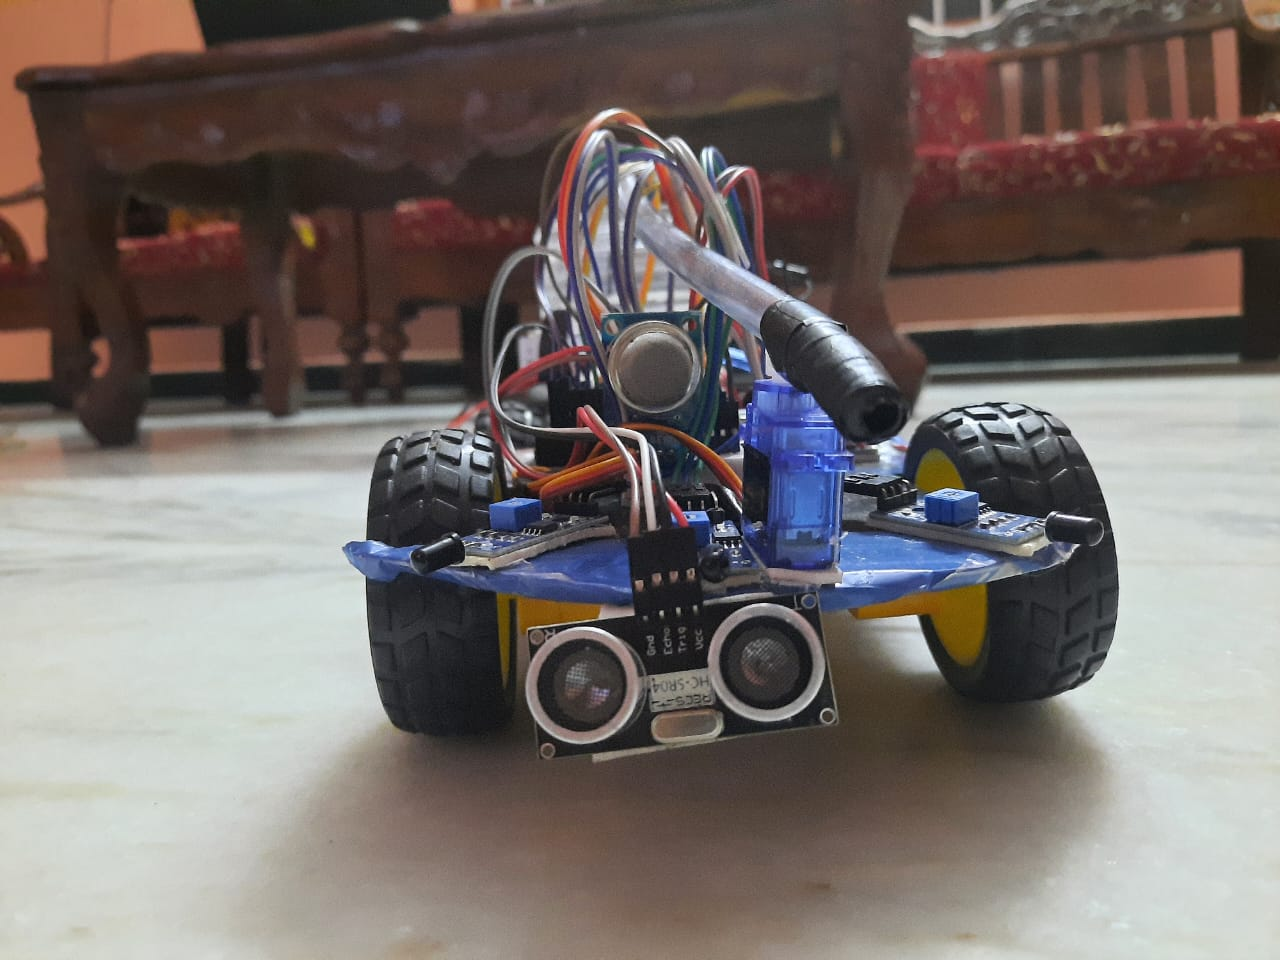 R
T
Gnd
Echo
Trig
Vcc
HC-SR04